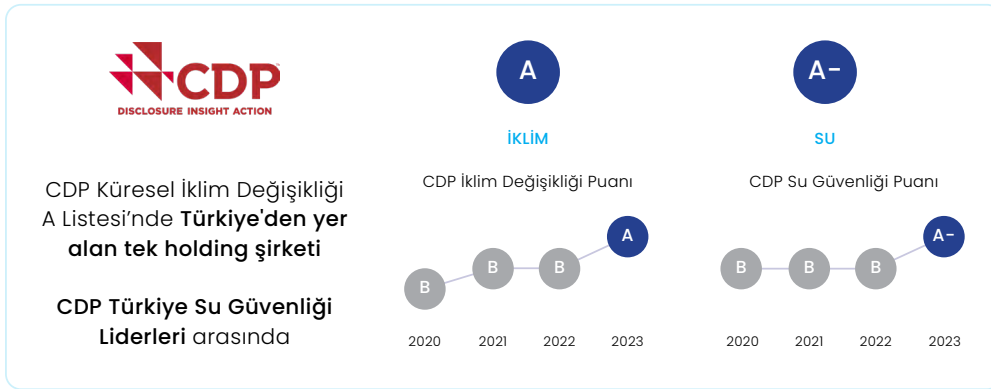 CDP
DISCLOSURE INSIGHT ACTION
CDP Küresel İklim Değişikliği
A Listesi’nde Türkiye'den yer
alan tek holding şirketi
CDP Türkiye Su Güvenliği
Liderleri arasında
A
İKLİM
CDP İklim Değişikliği Puanı
B
B
B
A
2020
2021
2022
2023
A-
SU
CDP Su Güvenliği Puanı
B
B
B
A-
2020
2021
2022
2023